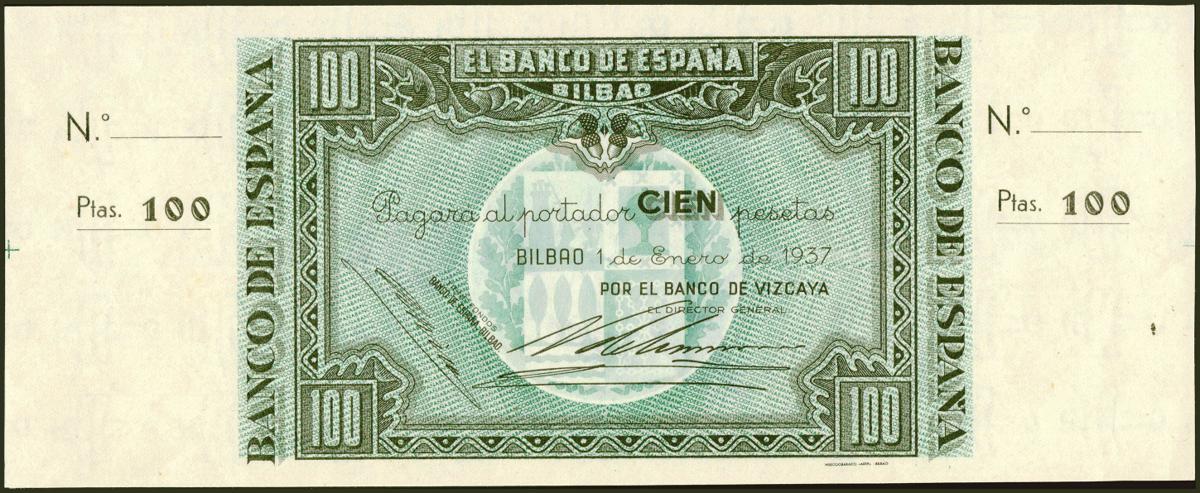 EL BANCO DE ESPAÑA
BILBAO
100
100
N.º
Ptas. 100
BANCO DE ESPAÑA
BANCO DE ESPAÑA
N.º
Ptas. 100
Pagará al portador CIEN pesetas
BILBAO 1 de Enero de 1937
POR EL BANCO DE VIZCAYA
EL DIRECTOR GENERAL
BANCO DE ESPAÑA BILBAO
100
100